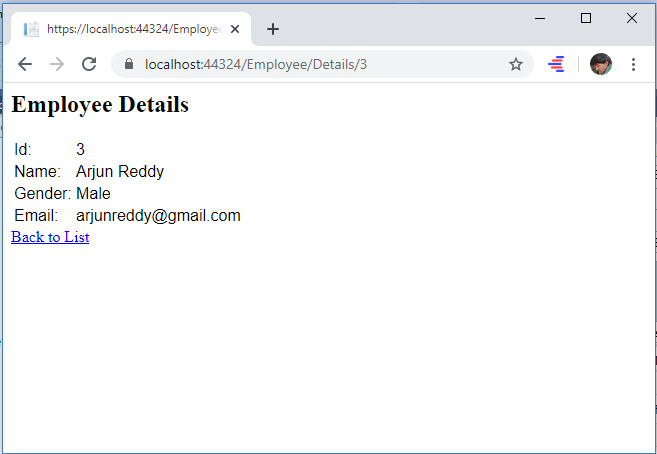 https://localhost:44324/Employee
localhost:44324/Employee/Details/3
Employee Details
Id: 3
Name: Arjun Reddy
Gender: Male
Email: arjunreddy@gmail.com
Back to List